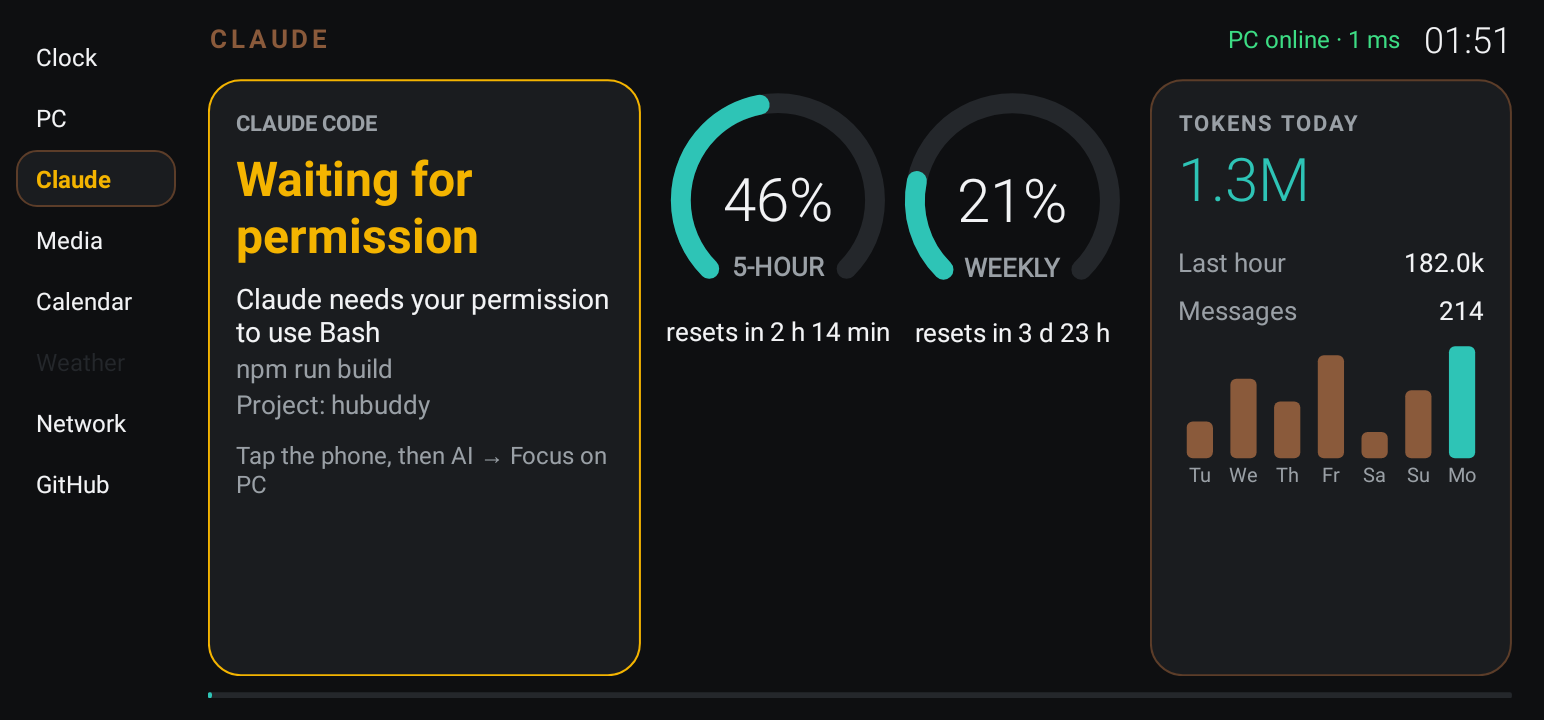 Clock
PC
Claude
Media
Calendar
Weather
Network
GitHub
CLAUDE
PC online · 1 ms
01:51
CLAUDE CODE
Waiting for
permission
Claude needs your permission
to use Bash
npm run build
Project: hubuddy
Tap the phone, then AI → Focus on
PC
46%
5-HOUR
resets in 2 h 14 min
21%
WEEKLY
resets in 3 d 23 h
TOKENS TODAY
1.3M
Last hour 182.0k
Messages 214
Tu We Th Fr Sa Su Mo